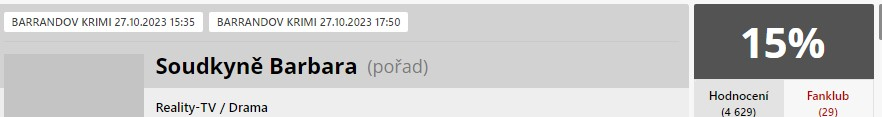 BARRANDOV KRIMI 27.10.2023 15:35 BARRANDOV KRIMI 27.10.2023 17:50
Soudkyně Barbara (pořad)
Reality-TV / Drama
15%
Hodnocení Fanklub
(4 629) (29)